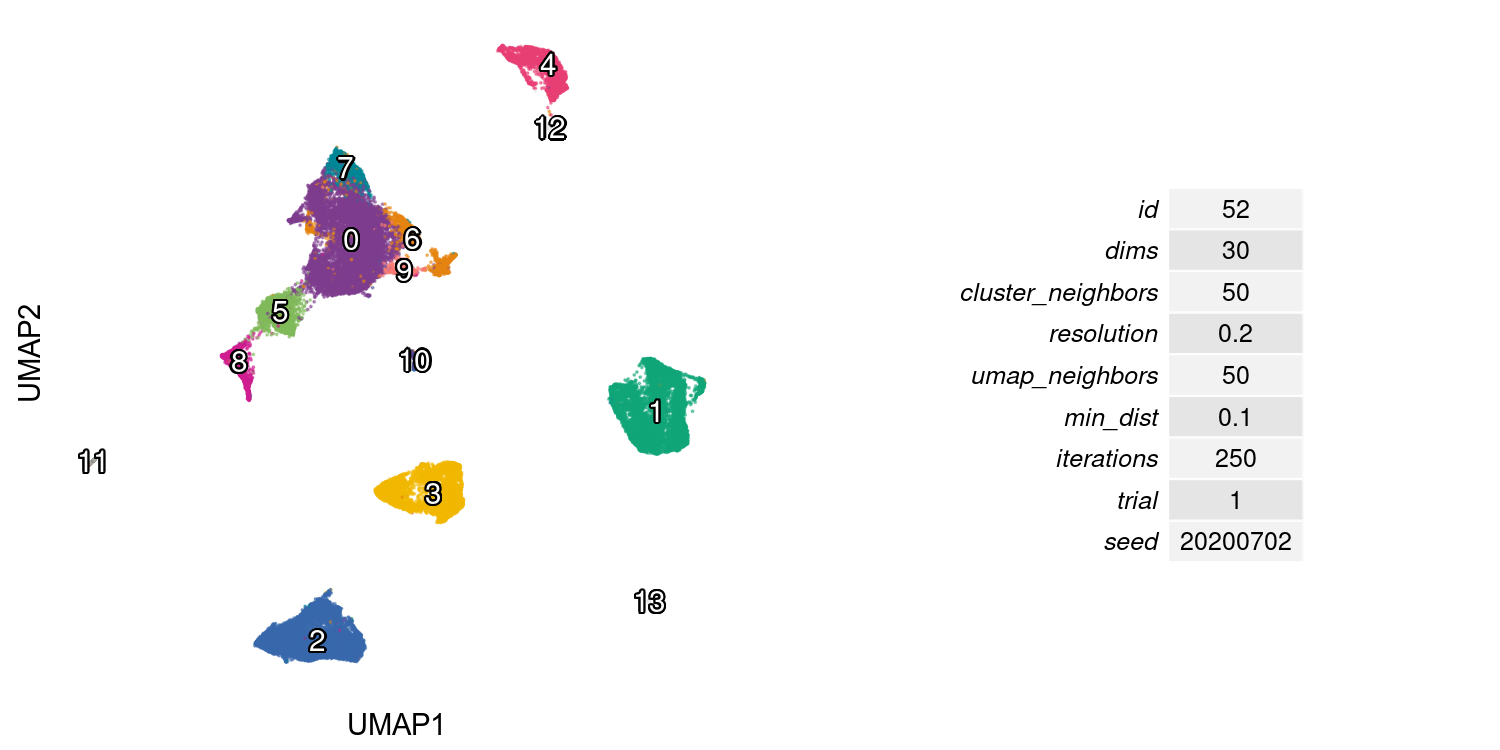 4
12
7
0
6
9
5
8
10
1
11
3
13
2
UMAP1
UMAP2
id 52
dims 30
cluster_neighbors 50
resolution 0.2
umap_neighbors 50
min_dist 0.1
iterations 250
trial 1
seed 20200702